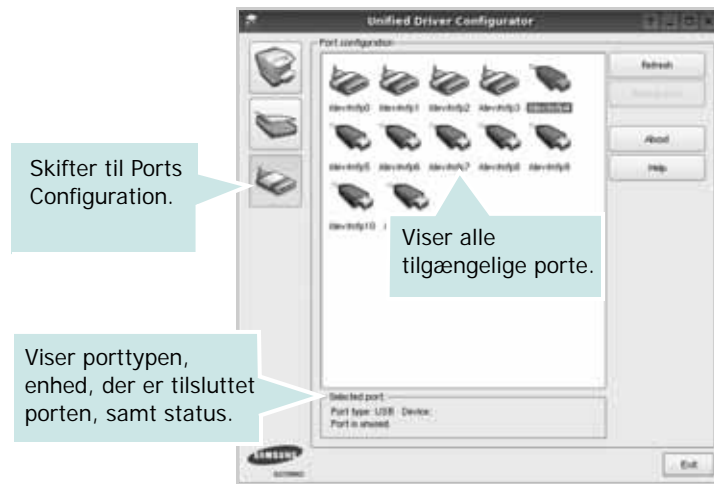 Unified Driver Configurator
Port configuration
Refresh
/dev/mfp0 /dev/mfp1 /dev/mfp2 /dev/mfp3 /dev/mfp4
About
Help
/dev/mfp5 /dev/mfp6 /dev/mfp7 /dev/mfp8 /dev/mfp9
/dev/mfp10
Skifter til Ports
Configuration.
Viser alle
tilgængelige porte.
Viser porttypen,
enhed, der er tilsluttet
porten, samt status.
Selected port:
Port type: USB Device:
Port is unused.
SAMSUNG
Exit